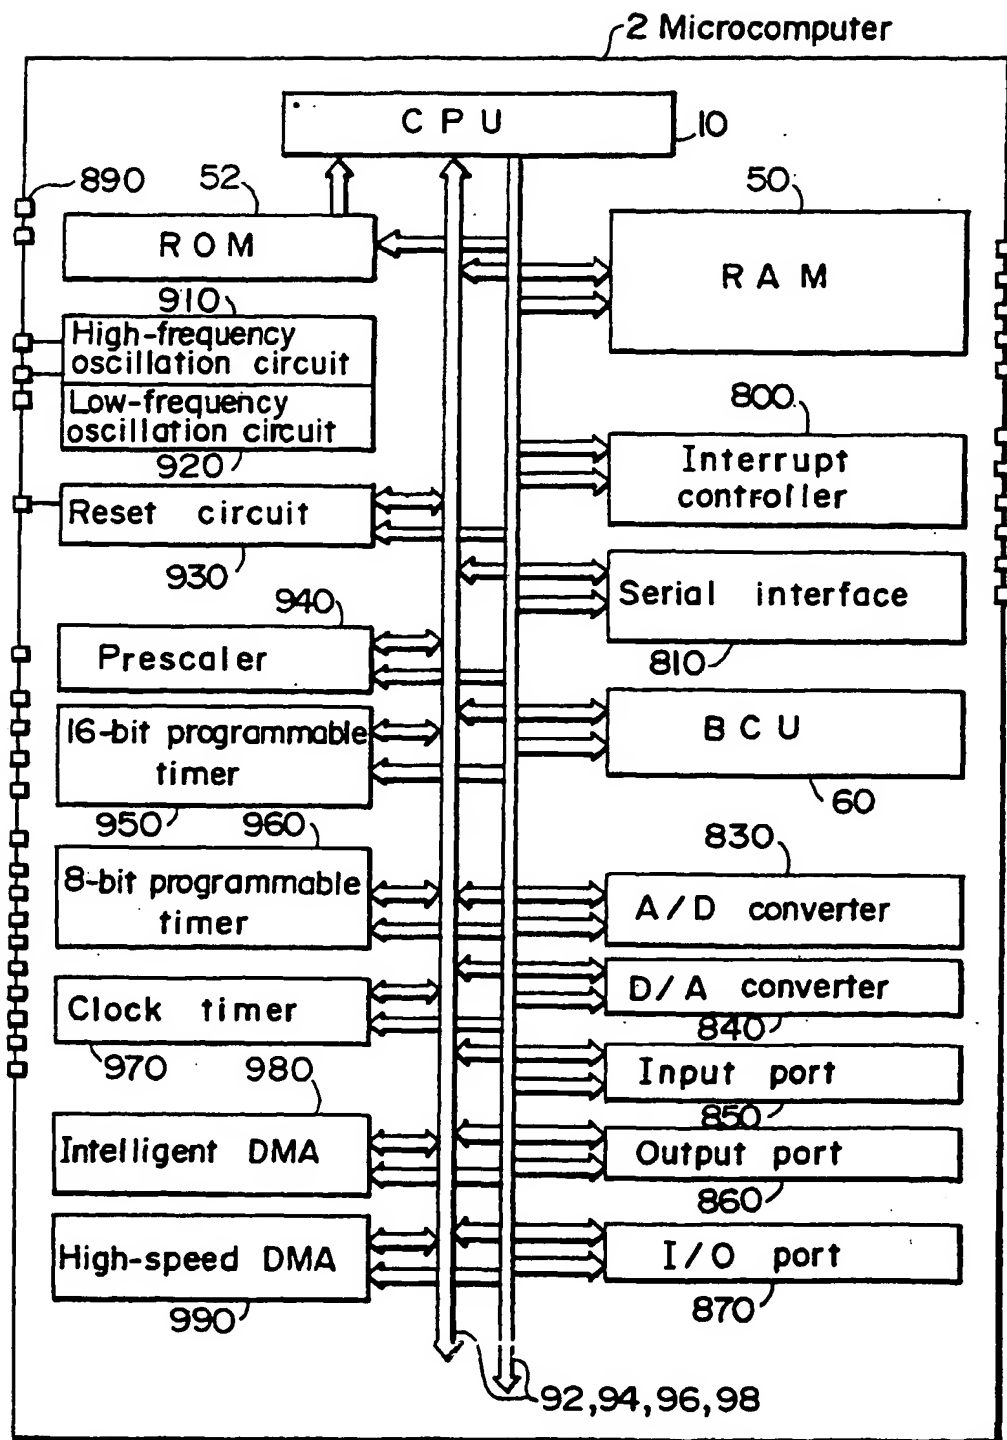 2 Microcomputer
CPU
10
890
52
ROM
50
RAM
910
High-frequency
oscillation circuit
Low-frequency
oscillation circuit
920
800
Interrupt
controller
Reset circuit
930
Serial interface
810
940
Prescaler
BCU
60
16-bit programmable
timer
950
960
8-bit programmable
timer
830
A/D converter
D/A converter
840
Clock timer
970
Input port
850
980
Intelligent DMA
Output port
860
High-speed DMA
990
I/O port
870
92,94,96,98